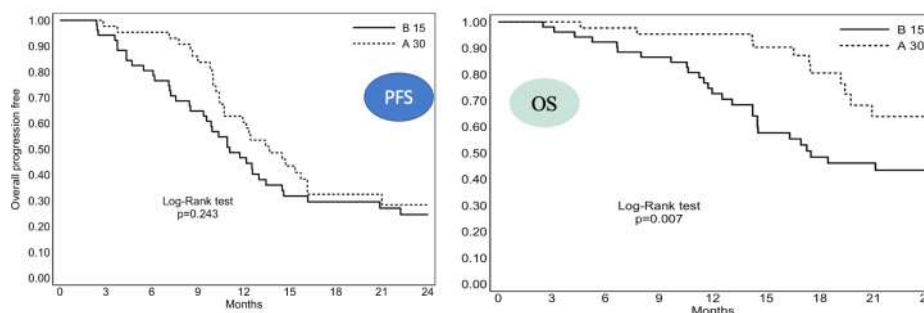 1.00
0.90
0.80
0.70
0.60
0.50
0.40
0.30
0.20
0.10
0.00
Overall progression free
B 15
A 30
PFS
Log-Rank test
p=0.243
0 3 6 9 12 15 18 21 24
Months
1.00
0.90
0.80
0.70
0.60
0.50
0.40
0.30
0.20
0.10
0.00
B 15
A 30
OS
Log-Rank test
p=0.007
0 3 6 9 12 15 18 21
Months